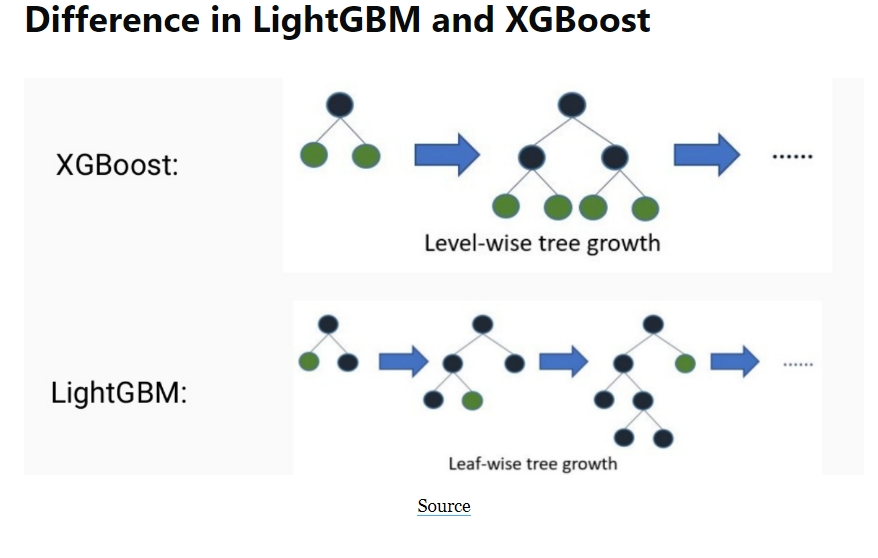 Difference in LightGBM and XGBoost
XGBoost:
......
Level-wise tree growth
LightGBM:
......
Leaf-wise tree growth
Source